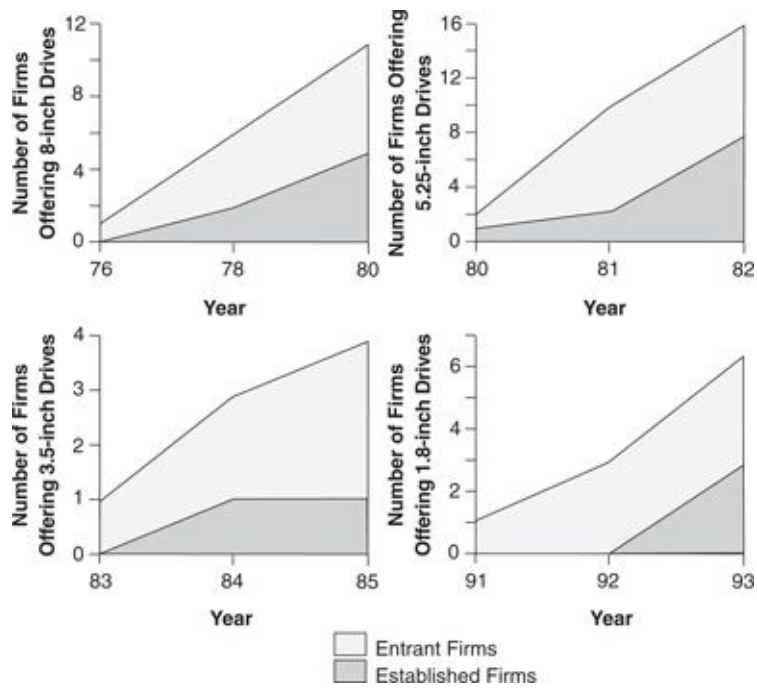 Number of Firms
Offering 8-inch Drives
12
8
4
0
76
78
80
Year
Number of Firms Offering
5.25-inch Drives
16
12
8
4
0
80
81
82
Year
Number of Firms
Offering 3.5-inch Drives
4
3
2
1
0
83
84
85
Year
Number of Firms
Offering 1.8-inch Drives
6
4
2
0
91
92
93
Year
Entrant Firms
Established Firms